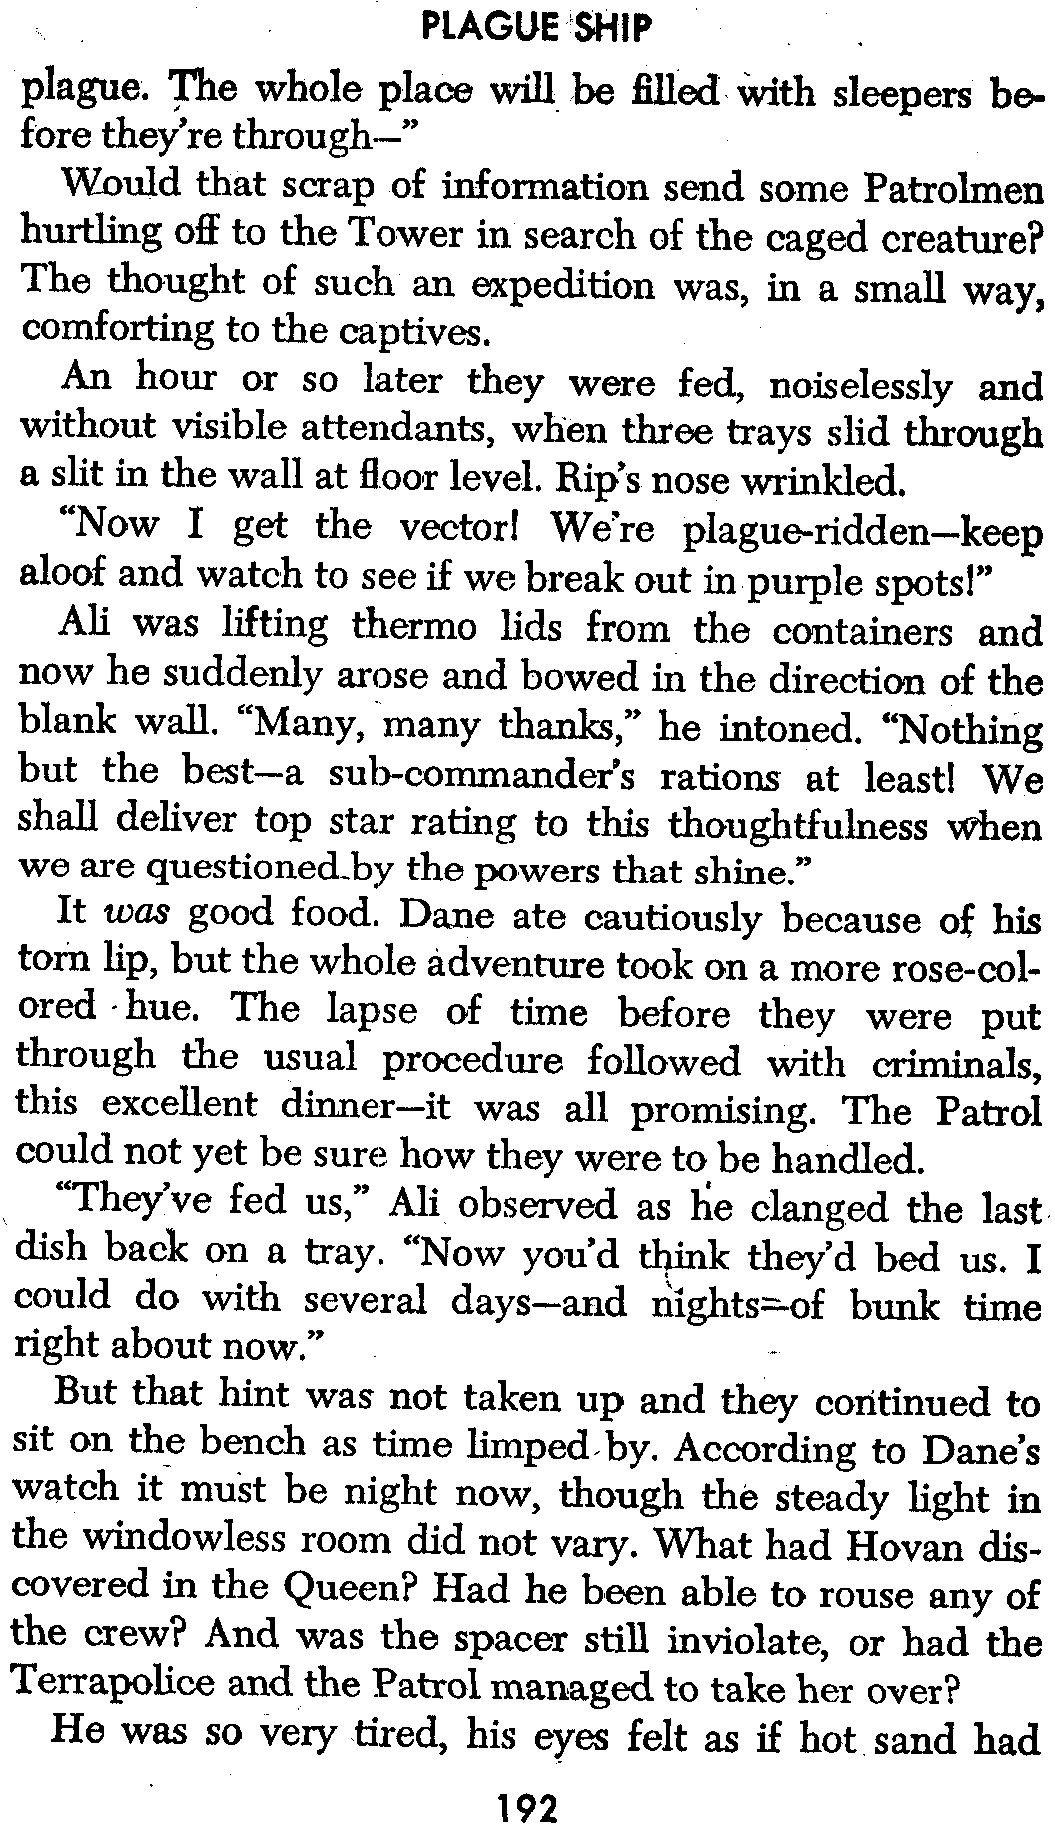 PLAGUE SHIP
plague. The whole place will be filled with sleepers be-
fore they're through—”
Would that scrap of information send some Patrolmen
hurtling off to the Tower in search of the caged creature?
The thought of such an expedition was, in a small way,
comforting to the captives.
An hour or so later they were fed, noiselessly and
without visible attendants, when three trays slid through
a slit in the wall at floor level. Rip's nose wrinkled.
“Now I get the vector! We're plague-ridden—keep
aloof and watch to see if we break out in purple spots!”
Ali was lifting thermo lids from the containers and
now he suddenly arose and bowed in the direction of the
blank wall. “Many, many thanks,” he intoned. “Nothing
but the best—a sub-commander's rations at least! We
shall deliver top star rating to this thoughtfulness when
we are questioned by the powers that shine.”
It was good food. Dane ate cautiously because of his
torn lip, but the whole adventure took on a more rose-col-
ored hue. The lapse of time before they were put
through the usual procedure followed with criminals,
this excellent dinner—it was all promising. The Patrol
could not yet be sure how they were to be handled.
“They've fed us,” Ali observed as he clanged the last
dish back on a tray. “Now you'd think they'd bed us. I
could do with several days—and nights—of bunk time
right about now.”
But that hint was not taken up and they continued to
sit on the bench as time limped by. According to Dane's
watch it must be night now, though the steady light in
the windowless room did not vary. What had Hovan dis-
covered in the Queen? Had he been able to rouse any of
the crew? And was the spacer still inviolate, or had the
Terrapolice and the Patrol managed to take her over?
He was so very tired, his eyes felt as if hot sand had
192